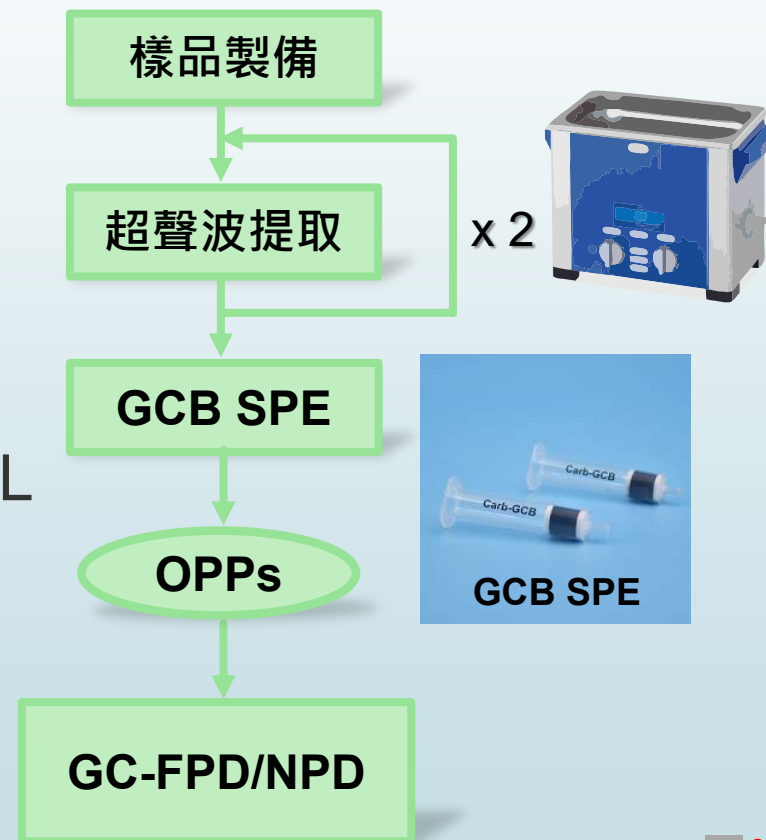 樣品製備
超聲波提取
x 2
GCB SPE
L
Carb-GCB
Carb-GCB
GCB SPE
OPPs
GC-FPD/NPD